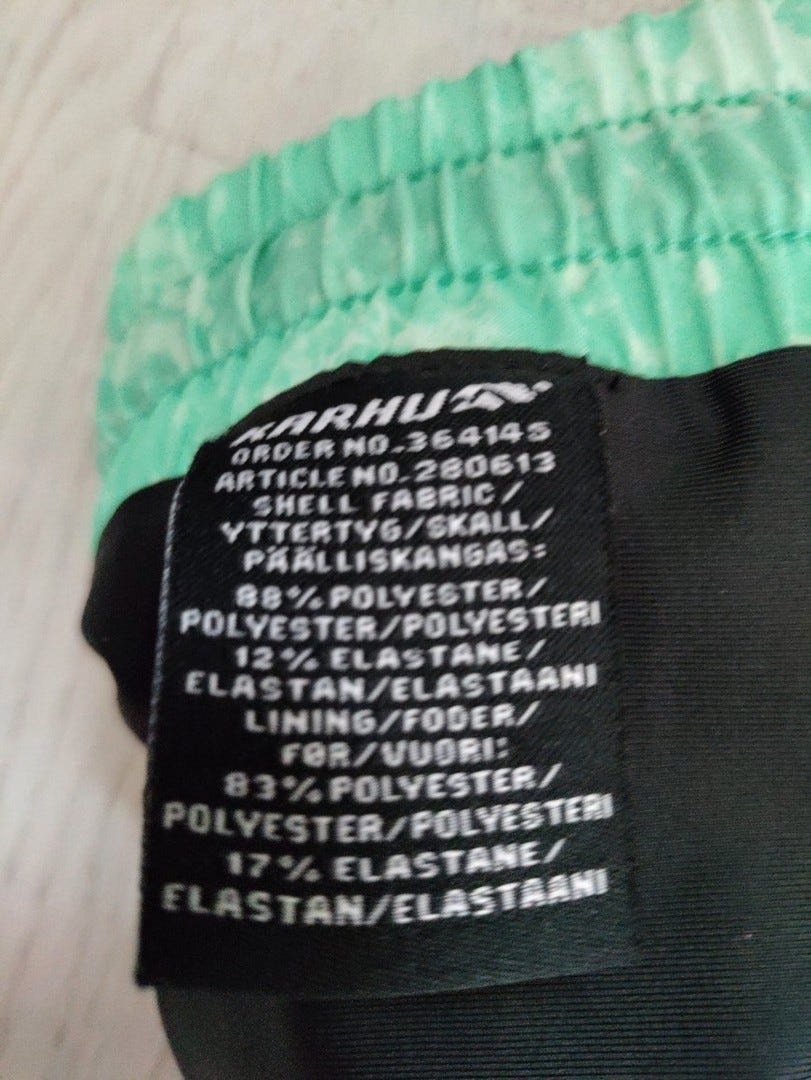 KARHU
ORDER NO. 364145
ARTICLE NO. 280613
SHELL FABRIC/
YTTERTYG/SKALL/
PÄÄLLISKANGAS:
88% POLYESTER/
POLYESTER/POLYESTERI
12% ELASTANE/
ELASTAN/ELASTAANI
LINING/FODER/
FØR/VUORI:
83% POLYESTER/
POLYESTER/POLYESTERI
17% ELASTANE/
ELASTAN/ELASTAANI